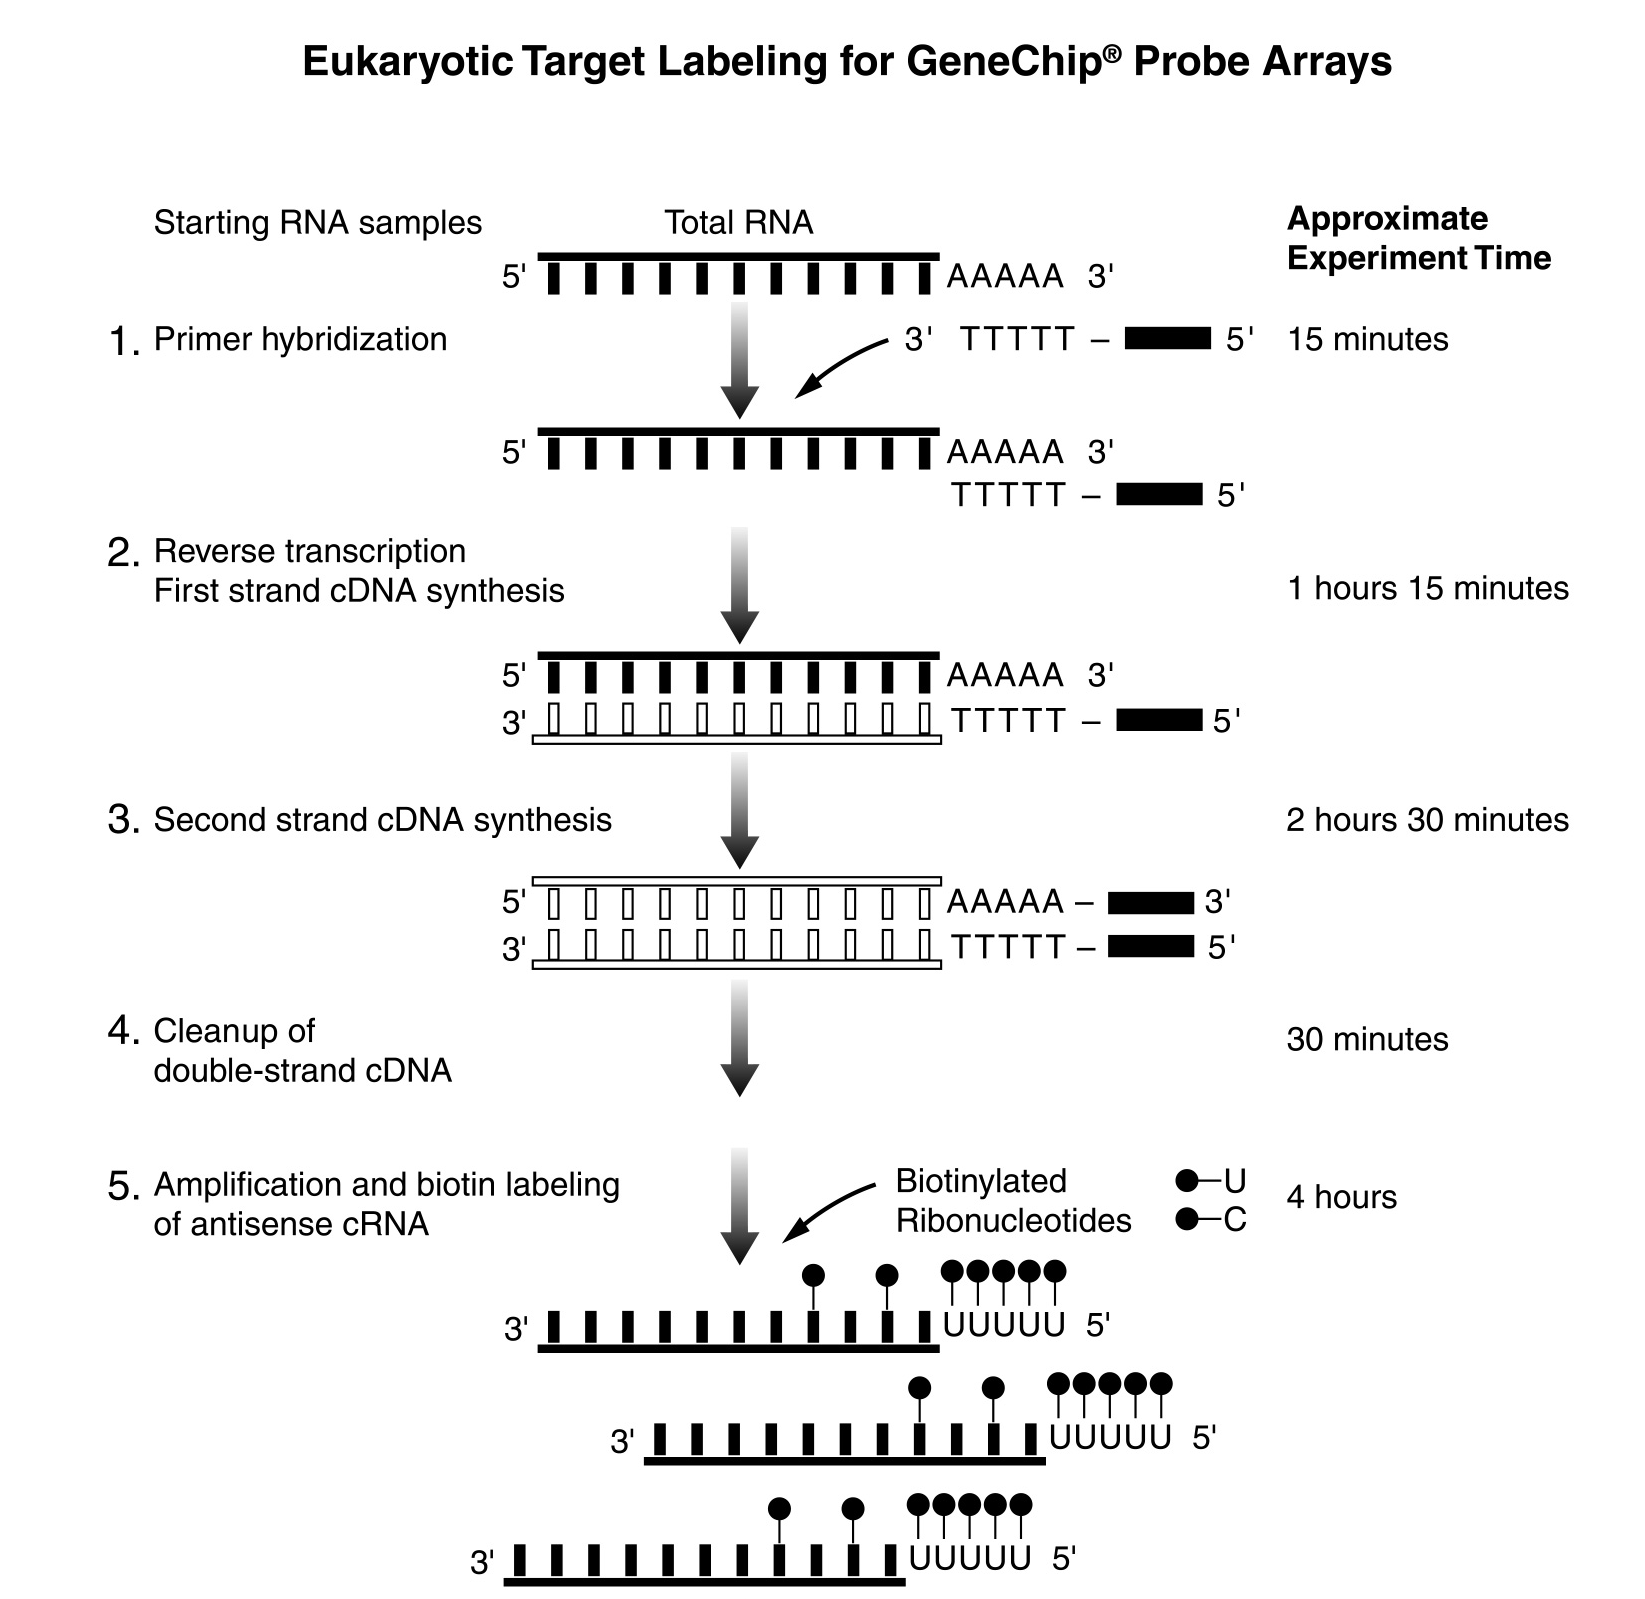 Eukaryotic Target Labeling for GeneChip® Probe Arrays
Starting RNA samples
Total RNA
Approximate
Experiment Time
5' AAAAA 3'
1. Primer hybridization
3' TTTTT – 5'
15 minutes
5' AAAAA 3'
TTTTT – 5'
2. Reverse transcription
First strand cDNA synthesis
1 hours 15 minutes
5' AAAAA 3'
3' TTTTT – 5'
3. Second strand cDNA synthesis
2 hours 30 minutes
5' AAAAA – 3'
3' TTTTT – 5'
4. Cleanup of
double-strand cDNA
30 minutes
5. Amplification and biotin labeling
of antisense cRNA
Biotinylated
Ribonucleotides
U
C
4 hours
3' UUUUU 5'
3' UUUUU 5'
3' UUUUU 5'